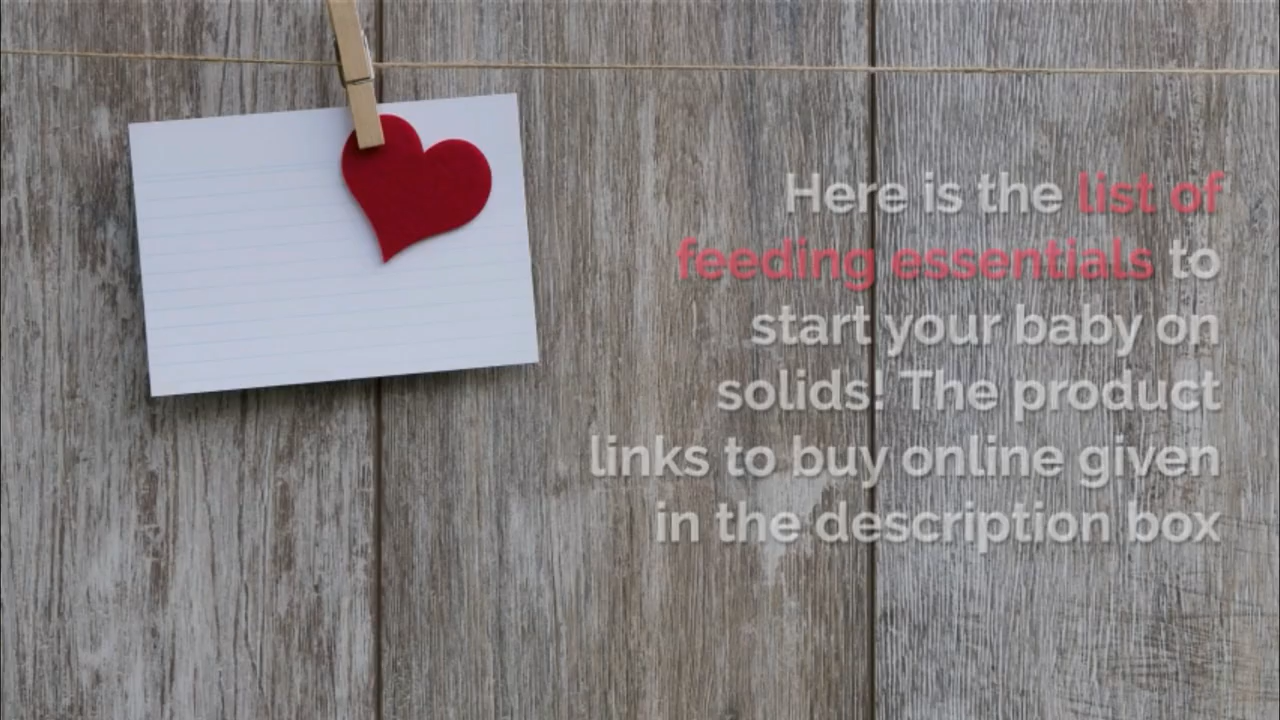 Here is the list of
feeding essentials to
start your baby on
solids! The product
links to buy online given
in the description box